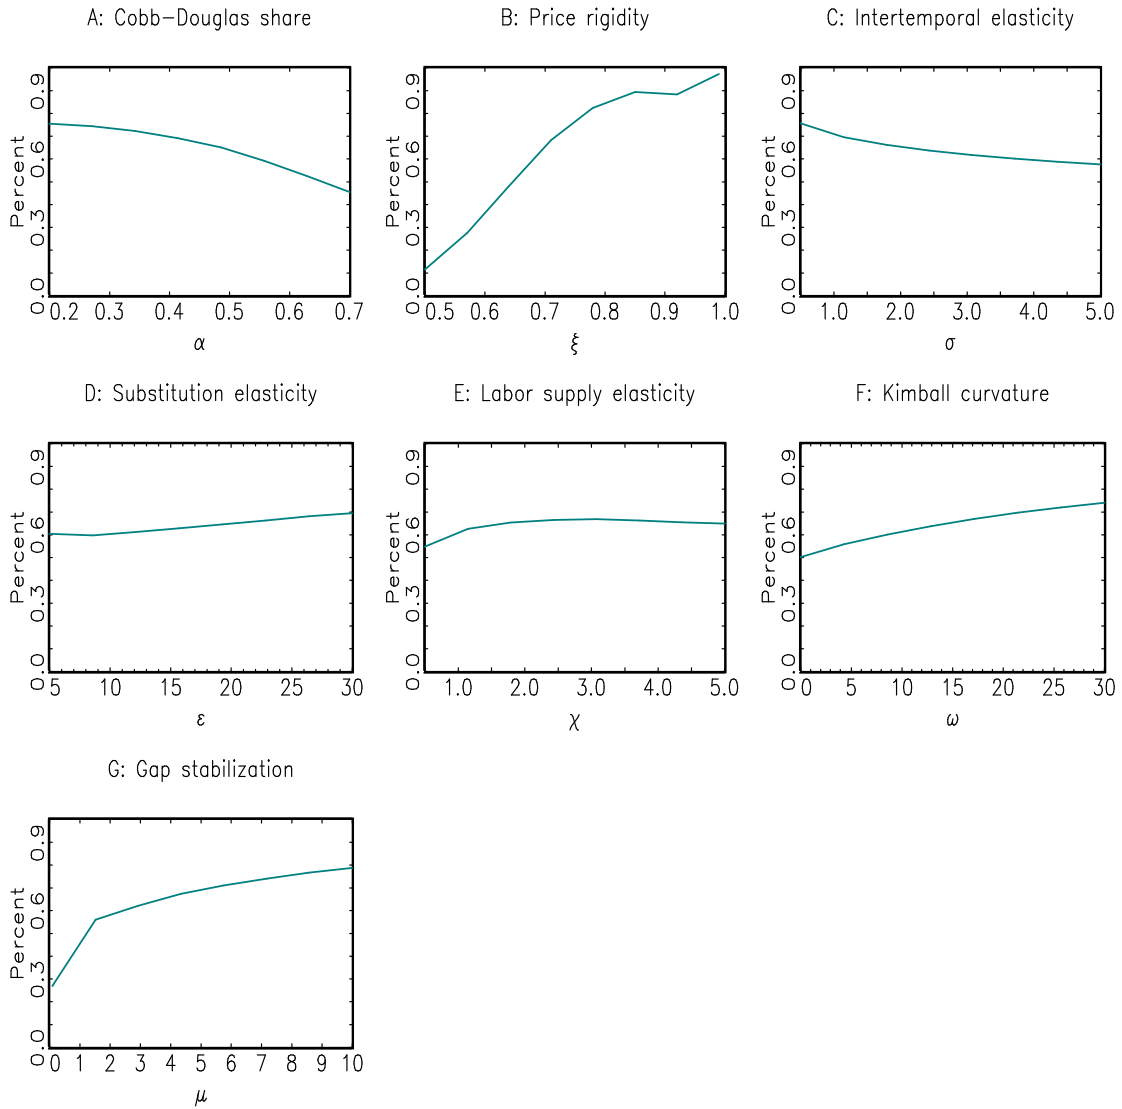 A: Cobb-Douglas share
Percent
0.0 0.3 0.6 0.9
0.2 0.3 0.4 0.5 0.6 0.7
α
B: Price rigidity
Percent
0.0 0.3 0.6 0.9
0.5 0.6 0.7 0.8 0.9 1.0
ξ
C: Intertemporal elasticity
Percent
0.0 0.3 0.6 0.9
1.0 2.0 3.0 4.0 5.0
σ
D: Substitution elasticity
Percent
0.0 0.3 0.6 0.9
5 10 15 20 25 30
ε
E: Labor supply elasticity
Percent
0.0 0.3 0.6 0.9
1.0 2.0 3.0 4.0 5.0
χ
F: Kimball curvature
Percent
0.0 0.3 0.6 0.9
0 5 10 15 20 25 30
ω
G: Gap stabilization
Percent
0.0 0.3 0.6 0.9
0 1 2 3 4 5 6 7 8 9 10
μ